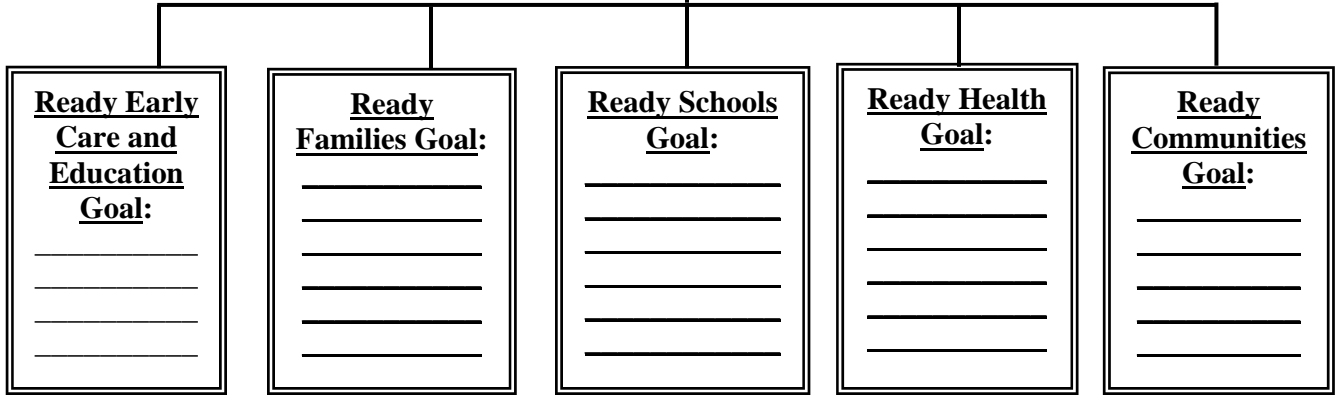 Ready Early
Care and
Education
Goal:
Ready
Families Goal:
Ready Schools
Goal:
Ready Health
Goal:
Ready
Communities
Goal: